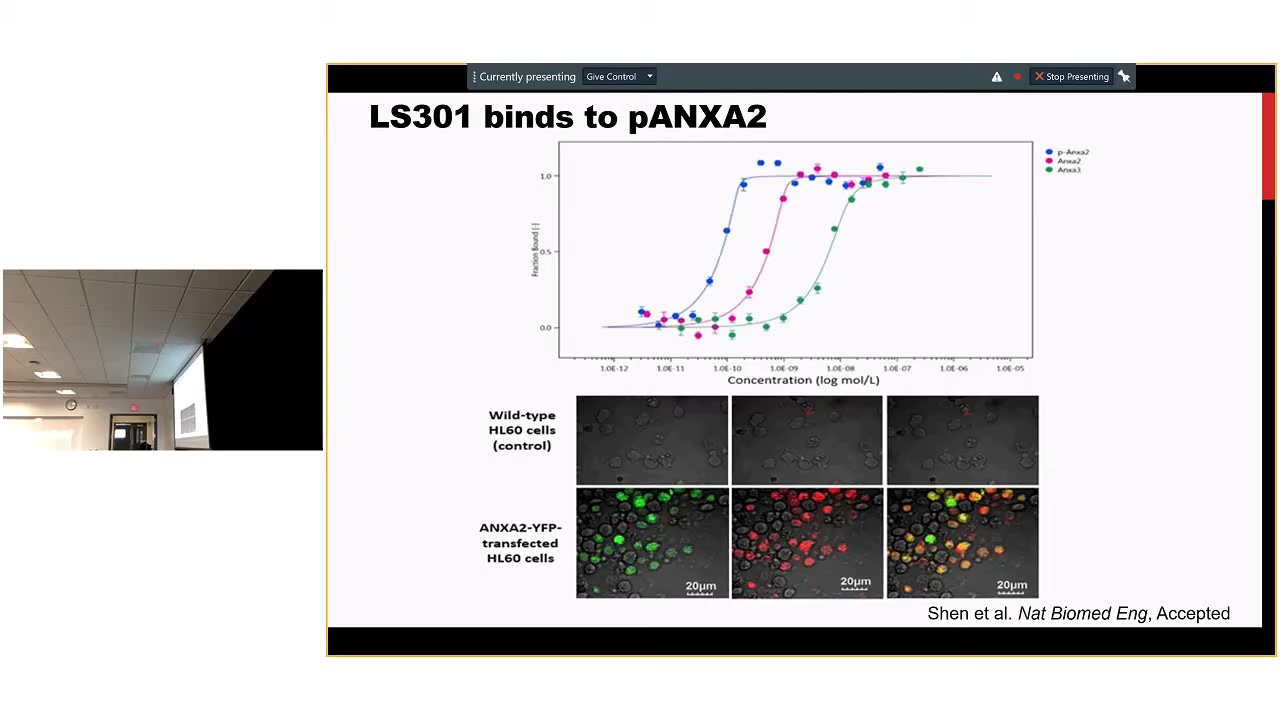 Currently presenting
Give Control
Stop Presenting
LS301 binds to pANXA2
p-Anxa2
Anxa2
Anxa3
1.0
0.5
0.0
Fraction Bound [-]
1.0E-12 1.0E-11 1.0E-10 1.0E-09 1.0E-08 1.0E-07 1.0E-06 1.0E-05
Concentration (log mol/L)
Wild-type
HL60 cells
(control)
ANXA2-YFP-
transfected
HL60 cells
20µm
20µm
20µm
Shen et al. Nat Biomed Eng, Accepted